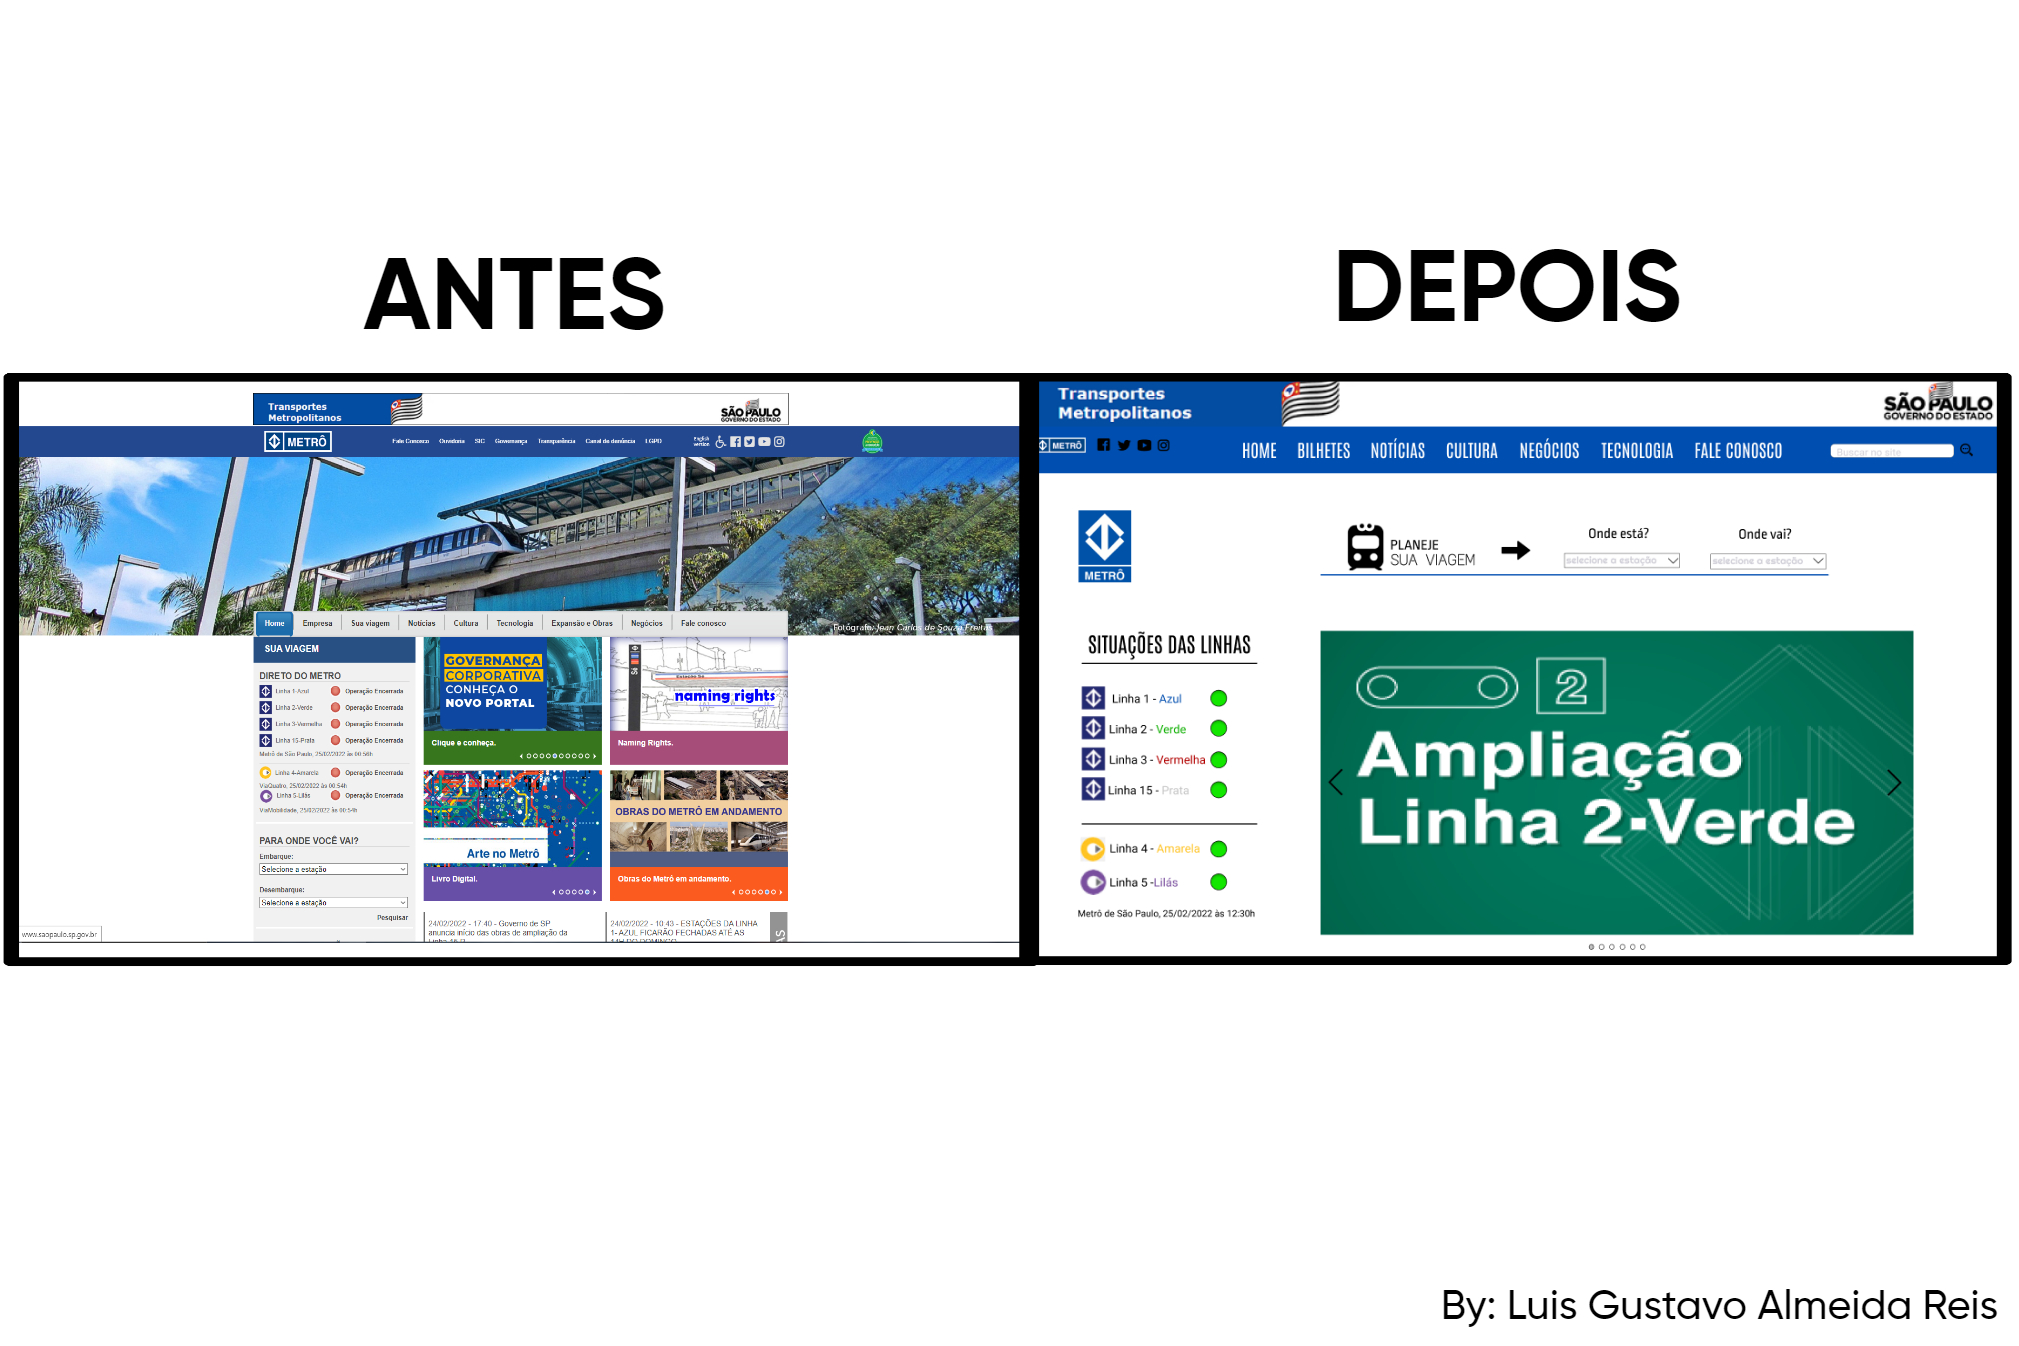 ANTES
DEPOIS
Transportes
Metropolitanos
SÃO PAULO
GOVERNO DO ESTADO
METRÔ
Fale Conosco Ouvidoria SIC Governança Transparência Canal de denúncia LGPD
English
version
Fotógrafo Jean Carlos de Souza Freitas
Home Empresa Sua viagem Notícias Cultura Tecnologia Expansão e Obras Negócios Fale conosco
SUA VIAGEM
DIRETO DO METRO
Linha 1-Azul Operação Encerrada
Linha 2-Verde Operação Encerrada
Linha 3-Vermelha Operação Encerrada
Linha 15-Prata Operação Encerrada
Metrô de São Paulo, 25/02/2022 às 00:56h
Linha 4-Amarela Operação Encerrada
ViaQuatro, 25/02/2022 às 00:54h
Linha 5-Lilás Operação Encerrada
ViaMobilidade, 25/02/2022 às 00:54h
PARA ONDE VOCÊ VAI?
Embarque:
Selecione a estação
Desembarque:
Selecione a estação
Pesquisar
GOVERNANÇA
CORPORATIVA
CONHEÇA O
NOVO PORTAL
Clique e conheça.
Sé
Estação Sé
naming rights
Naming Rights.
Arte no Metrô
Livro Digital.
OBRAS DO METRÔ EM ANDAMENTO
Obras do Metrô em andamento.
24/02/2022 - 17:40 - Governo de SP
anuncia início das obras de ampliação da
24/02/2022 - 10:43 - ESTAÇÕES DA LINHA
1- AZUL FICARÃO FECHADAS ATÉ AS
AS
www.saopaulo.sp.gov.br
Transportes
Metropolitanos
SÃO PAULO
GOVERNO DO ESTADO
METRÔ
HOME BILHETES NOTÍCIAS CULTURA NEGÓCIOS TECNOLOGIA FALE CONOSCO
Buscar no site
METRÔ
PLANEJE
SUA VIAGEM
Onde está?
selecione a estação
Onde vai?
selecione a estação
SITUAÇÕES DAS LINHAS
Linha 1 - Azul
Linha 2 - Verde
Linha 3 - Vermelha
Linha 15 - Prata
Linha 4 - Amarela
Linha 5 -Lilás
Metrô de São Paulo, 25/02/2022 às 12:30h
2
Ampliação
Linha 2-Verde
By: Luis Gustavo Almeida Reis